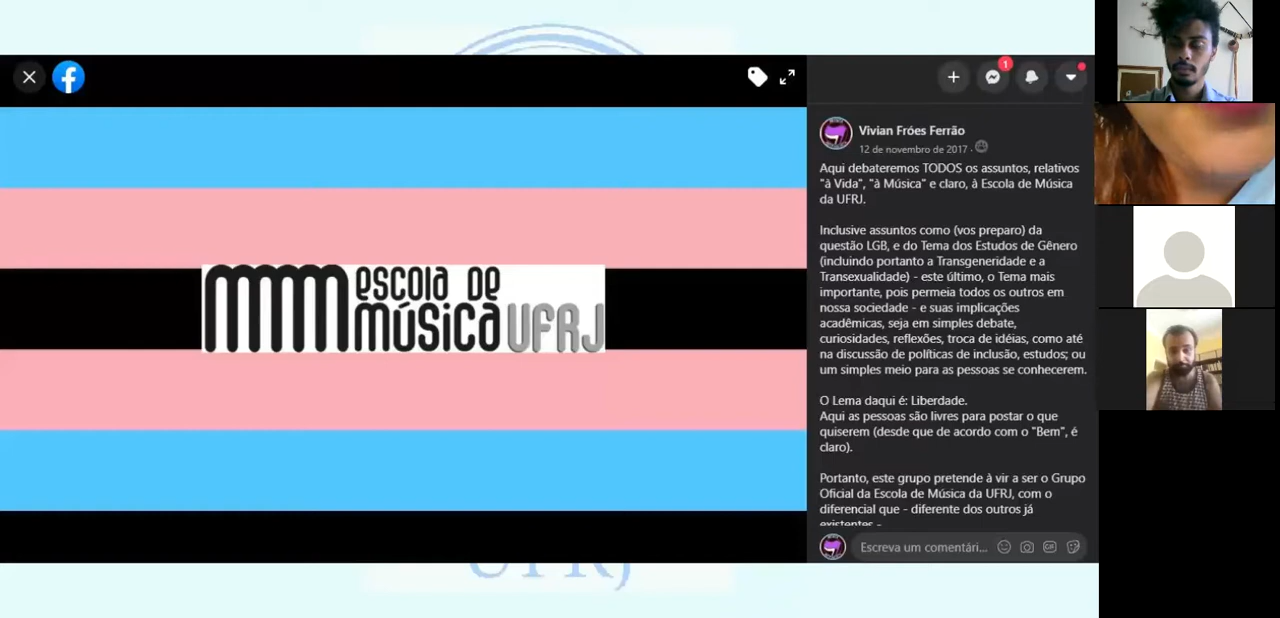 escola de
música UFRJ
1
Vivian Fróes Ferrão
12 de novembro de 2017 ·
Aqui debateremos TODOS os assuntos, relativos
"à Vida", "à Música" e claro, à Escola de Música
da UFRJ.
Inclusive assuntos como (vos preparo) da
questão LGB, e do Tema dos Estudos de Gênero
(incluindo portanto a Transgeneridade e a
Transexualidade) - este último, o Tema mais
importante, pois permeia todos os outros em
nossa sociedade - e suas implicações
acadêmicas, seja em simples debate,
curiosidades, reflexões, troca de idéias, como até
na discussão de políticas de inclusão, estudos; ou
um simples meio para as pessoas se conhecerem.
O Lema daqui é: Liberdade.
Aqui as pessoas são livres para postar o que
quiserem (desde que de acordo com o "Bem", é
claro).
Portanto, este grupo pretende à vir a ser o Grupo
Oficial da Escola de Música da UFRJ, com o
diferencial que - diferente dos outros já
existentes -
Escreva um comentári...
UFRJ